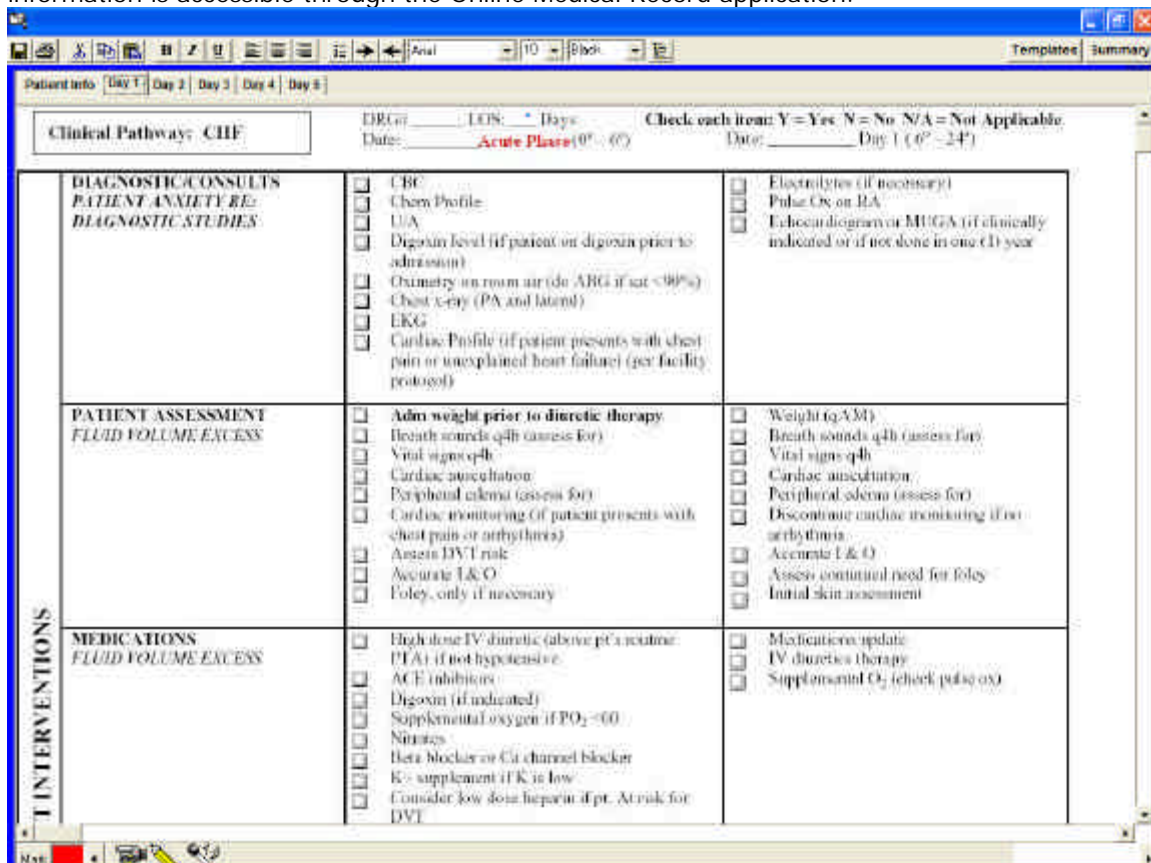 information is accessible through the Online Medical Record application.
Arial 10 Black Templates Summary
Patient Info Day 1 Day 2 Day 3 Day 4 Day 5
Clinical Pathway: CHF
DRG#: LOS: * Days Check each item: Y = Yes N = No N/A = Not Applicable
Date: Acute Phase (0° - 6°) Date: Day 1 (6° - 24°)
T INTERVENTIONS
DIAGNOSTIC/CONSULTS
PATIENT ANXIETY RE:
DIAGNOSTIC STUDIES
CBC
Chem Profile
U/A
Digoxin level (if patient on digoxin prior to
admission)
Oximetry on room air (do ABG if sat <90%)
Chest x-ray (PA and lateral)
EKG
Cardiac Profile (if patient presents with chest
pain or unexplained heart failure) (per facility
protocol)
Electrolytes (if necessary)
Pulse Ox on RA
Echocardiogram or MUGA (if clinically
indicated or if not done in one (1) year
PATIENT ASSESSMENT
FLUID VOLUME EXCESS
Adm weight prior to diuretic therapy
Breath sounds q4h (assess for)
Vital signs q4h
Cardiac auscultation
Peripheral edema (assess for)
Cardiac monitoring (if patient presents with
chest pain or arrhythmia)
Assess DVT risk
Accurate I & O
Foley, only if necessary
Weight (qAM)
Breath sounds q4h (assess for)
Vital signs q4h
Cardiac auscultation
Peripheral edema (assess for)
Discontinue cardiac monitoring if no
arrhythmia
Accurate I & O
Assess continued need for foley
Initial skin assessment
MEDICATIONS
FLUID VOLUME EXCESS
High dose IV diuretic (above pt's routine
PTA) if not hypotensive
ACE inhibitors
Digoxin (if indicated)
Supplemental oxygen if PO₂ <60
Nitrates
Beta blocker or Ca channel blocker
K - supplement if K is low
Consider low dose heparin if pt. At risk for
DVT
Medications update
IV diuretics therapy
Supplemental O₂ (check pulse ox)